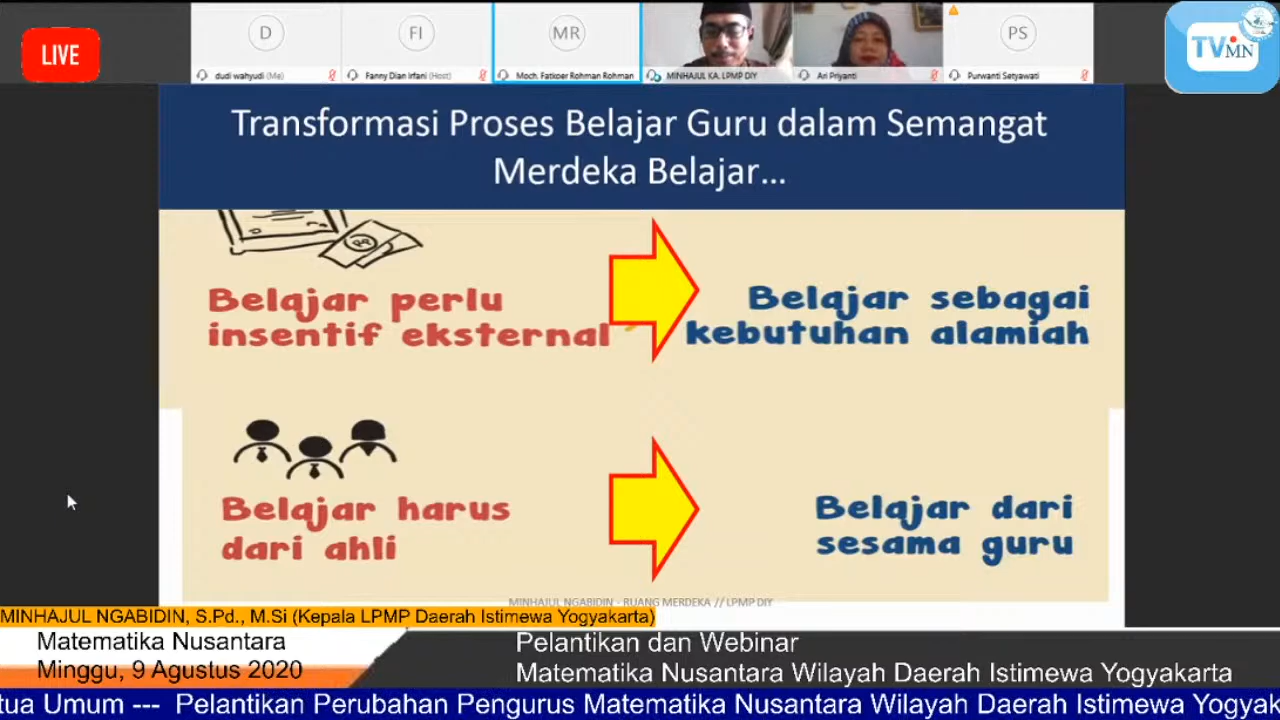 LIVE
D
FI
MR
PS
dudi wahyudi (Me)
Fanny Dian Irfani (Host)
Moch. Fatkoer Rohman Rohman
MINHAJUL KA. LPMP DIY
Ari Priyanti
Purwanti Setyawati
TVMN
Transformasi Proses Belajar Guru dalam Semangat
Merdeka Belajar...
Rp
Belajar perlu
insentif eksternal
Belajar sebagai
kebutuhan alamiah
Belajar harus
dari ahli
Belajar dari
sesama guru
MINHAJUL NGABIDIN - RUANG MERDEKA // LPMP DIY
MINHAJUL NGABIDIN, S.Pd., M.Si (Kepala LPMP Daerah Istimewa Yogyakarta)
Matematika Nusantara
Minggu, 9 Agustus 2020
Pelantikan dan Webinar
Matematika Nusantara Wilayah Daerah Istimewa Yogyakarta
tua Umum --- Pelantikan Perubahan Pengurus Matematika Nusantara Wilayah Daerah Istimewa Yogyak